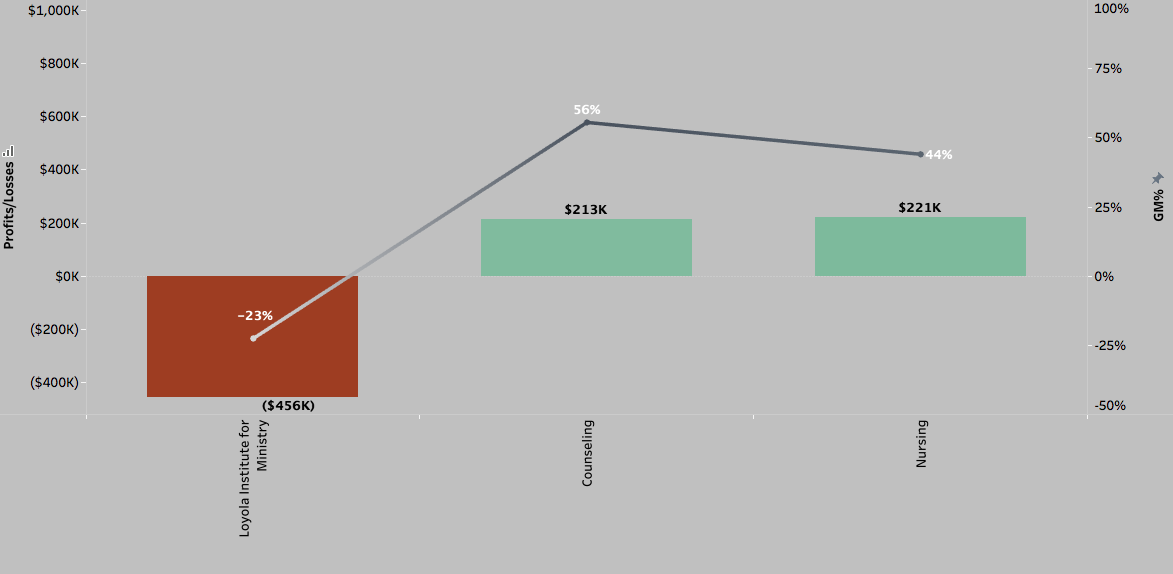 $1,000K
$800K
$600K
$400K
$200K
$0K
($200K)
($400K)
Profits/Losses
100%
75%
50%
25%
0%
-25%
-50%
GM%
56%
44%
-23%
$213K
$221K
($456K)
Loyola Institute for
Ministry
Counseling
Nursing